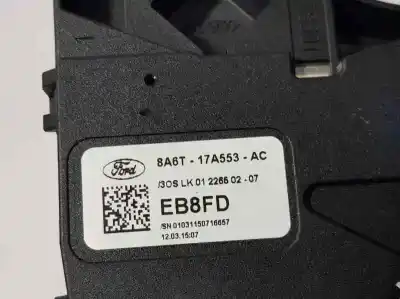 Ford
8A6T - 17A553 - AC
/3OS LK 01 2266 02 - 07
EB8FD
/SN 01031150716657
12.03.15:07